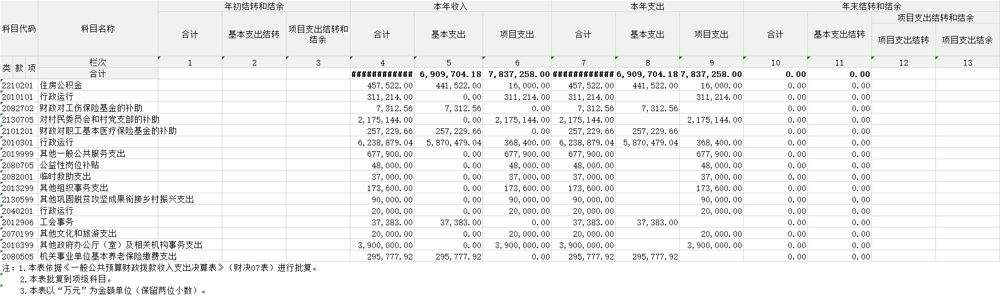 年初结转和结余 本年收入 本年支出 年末结转和结余
科目代码 科目名称 合计 基本支出结转 项目支出结转和结余 合计 基本支出 项目支出 合计 基本支出 项目支出 合计 基本支出结转 项目支出结转和结余
项目支出结转 项目支出结余
类 款 项 栏次 1 2 3 4 5 6 7 8 9 10 11 12 13
合计 ############ 6,909,704.18 7,837,258.00 ############ 6,909,704.18 7,837,258.00 0.00 0.00
2210201 住房公积金 457,522.00 441,522.00 16,000.00 457,522.00 441,522.00 16,000.00 0.00 0.00
2010101 行政运行 311,214.00 0.00 311,214.00 311,214.00 311,214.00 0.00 0.00
2082702 财政对工伤保险基金的补助 7,312.56 7,312.56 0.00 7,312.56 7,312.56 0.00 0.00
2130705 对村民委员会和村党支部的补助 2,175,144.00 0.00 2,175,144.00 2,175,144.00 2,175,144.00 0.00 0.00
2101201 财政对职工基本医疗保险基金的补助 257,229.66 257,229.66 0.00 257,229.66 257,229.66 0.00 0.00
2010301 行政运行 6,238,879.04 5,870,479.04 368,400.00 6,238,879.04 5,870,479.04 368,400.00 0.00 0.00
2019999 其他一般公共服务支出 677,900.00 0.00 677,900.00 677,900.00 677,900.00 0.00 0.00
2080705 公益性岗位补贴 48,000.00 0.00 48,000.00 48,000.00 48,000.00 0.00 0.00
2082001 临时救助支出 37,000.00 0.00 37,000.00 37,000.00 37,000.00 0.00 0.00
2013299 其他组织事务支出 173,600.00 0.00 173,600.00 173,600.00 173,600.00 0.00 0.00
2130599 其他巩固脱贫攻坚成果衔接乡村振兴支出 90,000.00 0.00 90,000.00 90,000.00 90,000.00 0.00 0.00
2040201 行政运行 20,000.00 0.00 20,000.00 20,000.00 20,000.00 0.00 0.00
2012906 工会事务 37,383.00 37,383.00 0.00 37,383.00 37,383.00 0.00 0.00
2070199 其他文化和旅游支出 20,000.00 0.00 20,000.00 20,000.00 20,000.00 0.00 0.00
2010399 其他政府办公厅（室）及相关机构事务支出 3,900,000.00 0.00 3,900,000.00 3,900,000.00 3,900,000.00 0.00 0.00
2080505 机关事业单位基本养老保险缴费支出 295,777.92 295,777.92 0.00 295,777.92 295,777.92 0.00 0.00
注：1.本表依据《一般公共预算财政拨款收入支出决算表》（财决07表）进行批复。
2.本表批复到项级科目。
3.本表以“万元”为金额单位（保留两位小数）。